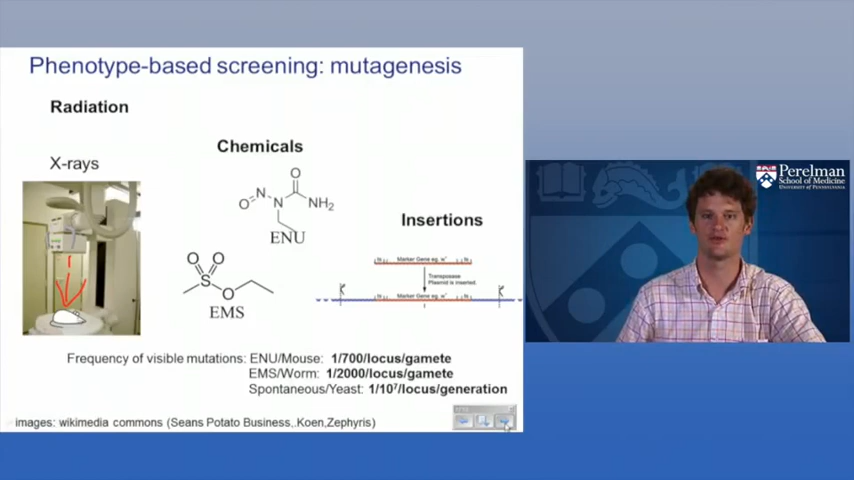 Phenotype-based screening: mutagenesis
Radiation
Chemicals
X-rays
O N N O NH2
ENU
Insertions
O O S O
EMS
Marker Gene eg. w+
Transposase
Plasmid is inserted.
Marker Gene eg. w+
Frequency of visible mutations: ENU/Mouse: 1/700/locus/gamete
EMS/Worm: 1/2000/locus/gamete
Spontaneous/Yeast: 1/10⁷/locus/generation
images: wikimedia commons (Seans Potato Business,.Koen,Zephyris)
Perelman
School of Medicine
University of Pennsylvania